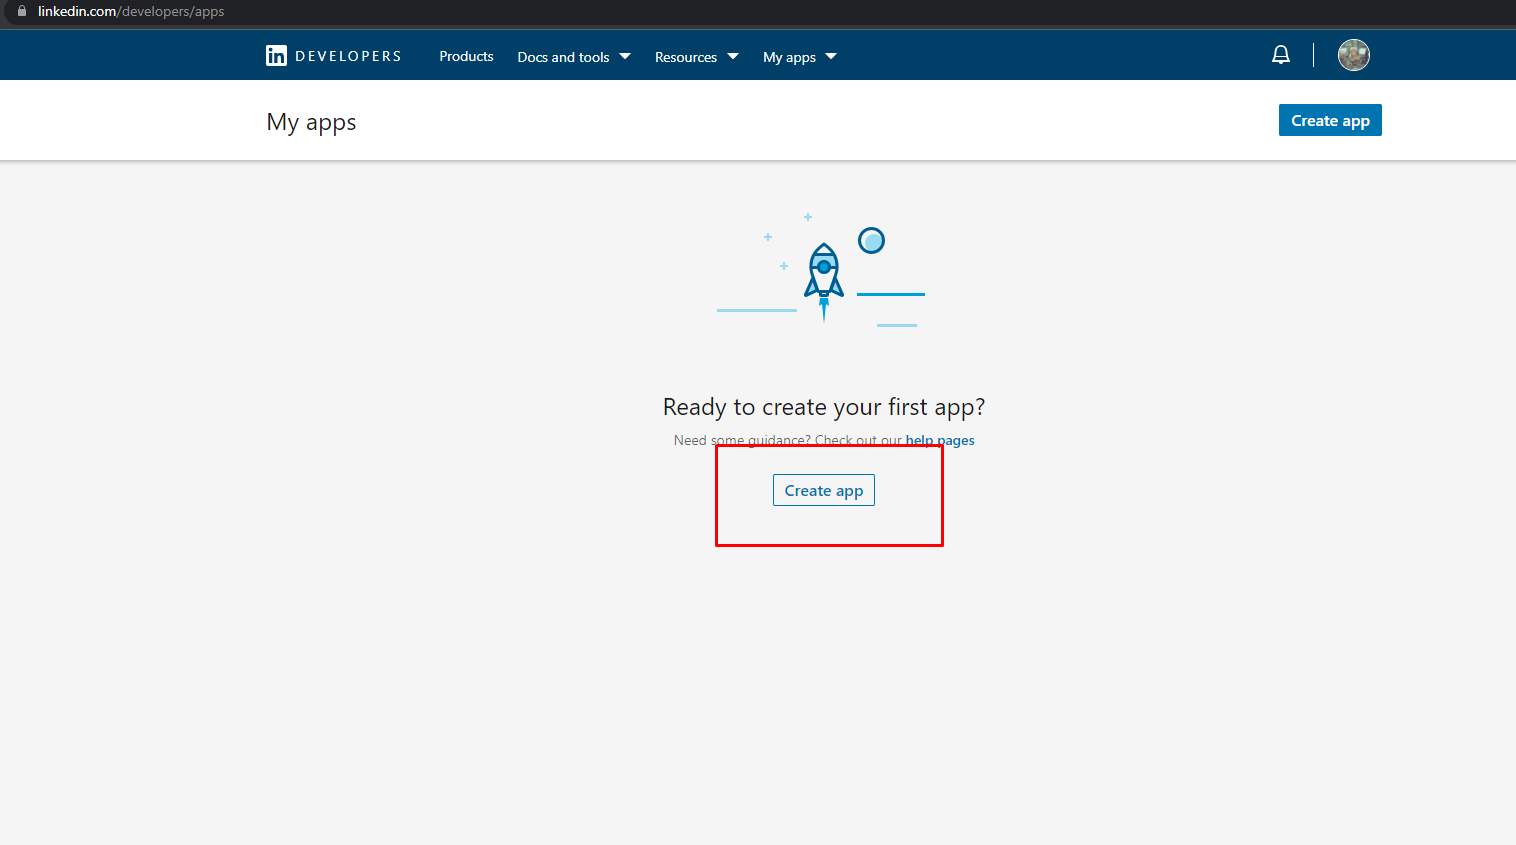 linkedin.com/developers/apps
in DEVELOPERS Products Docs and tools Resources My apps
My apps
Create app
Ready to create your first app?
Need some guidance? Check out our help pages
Create app